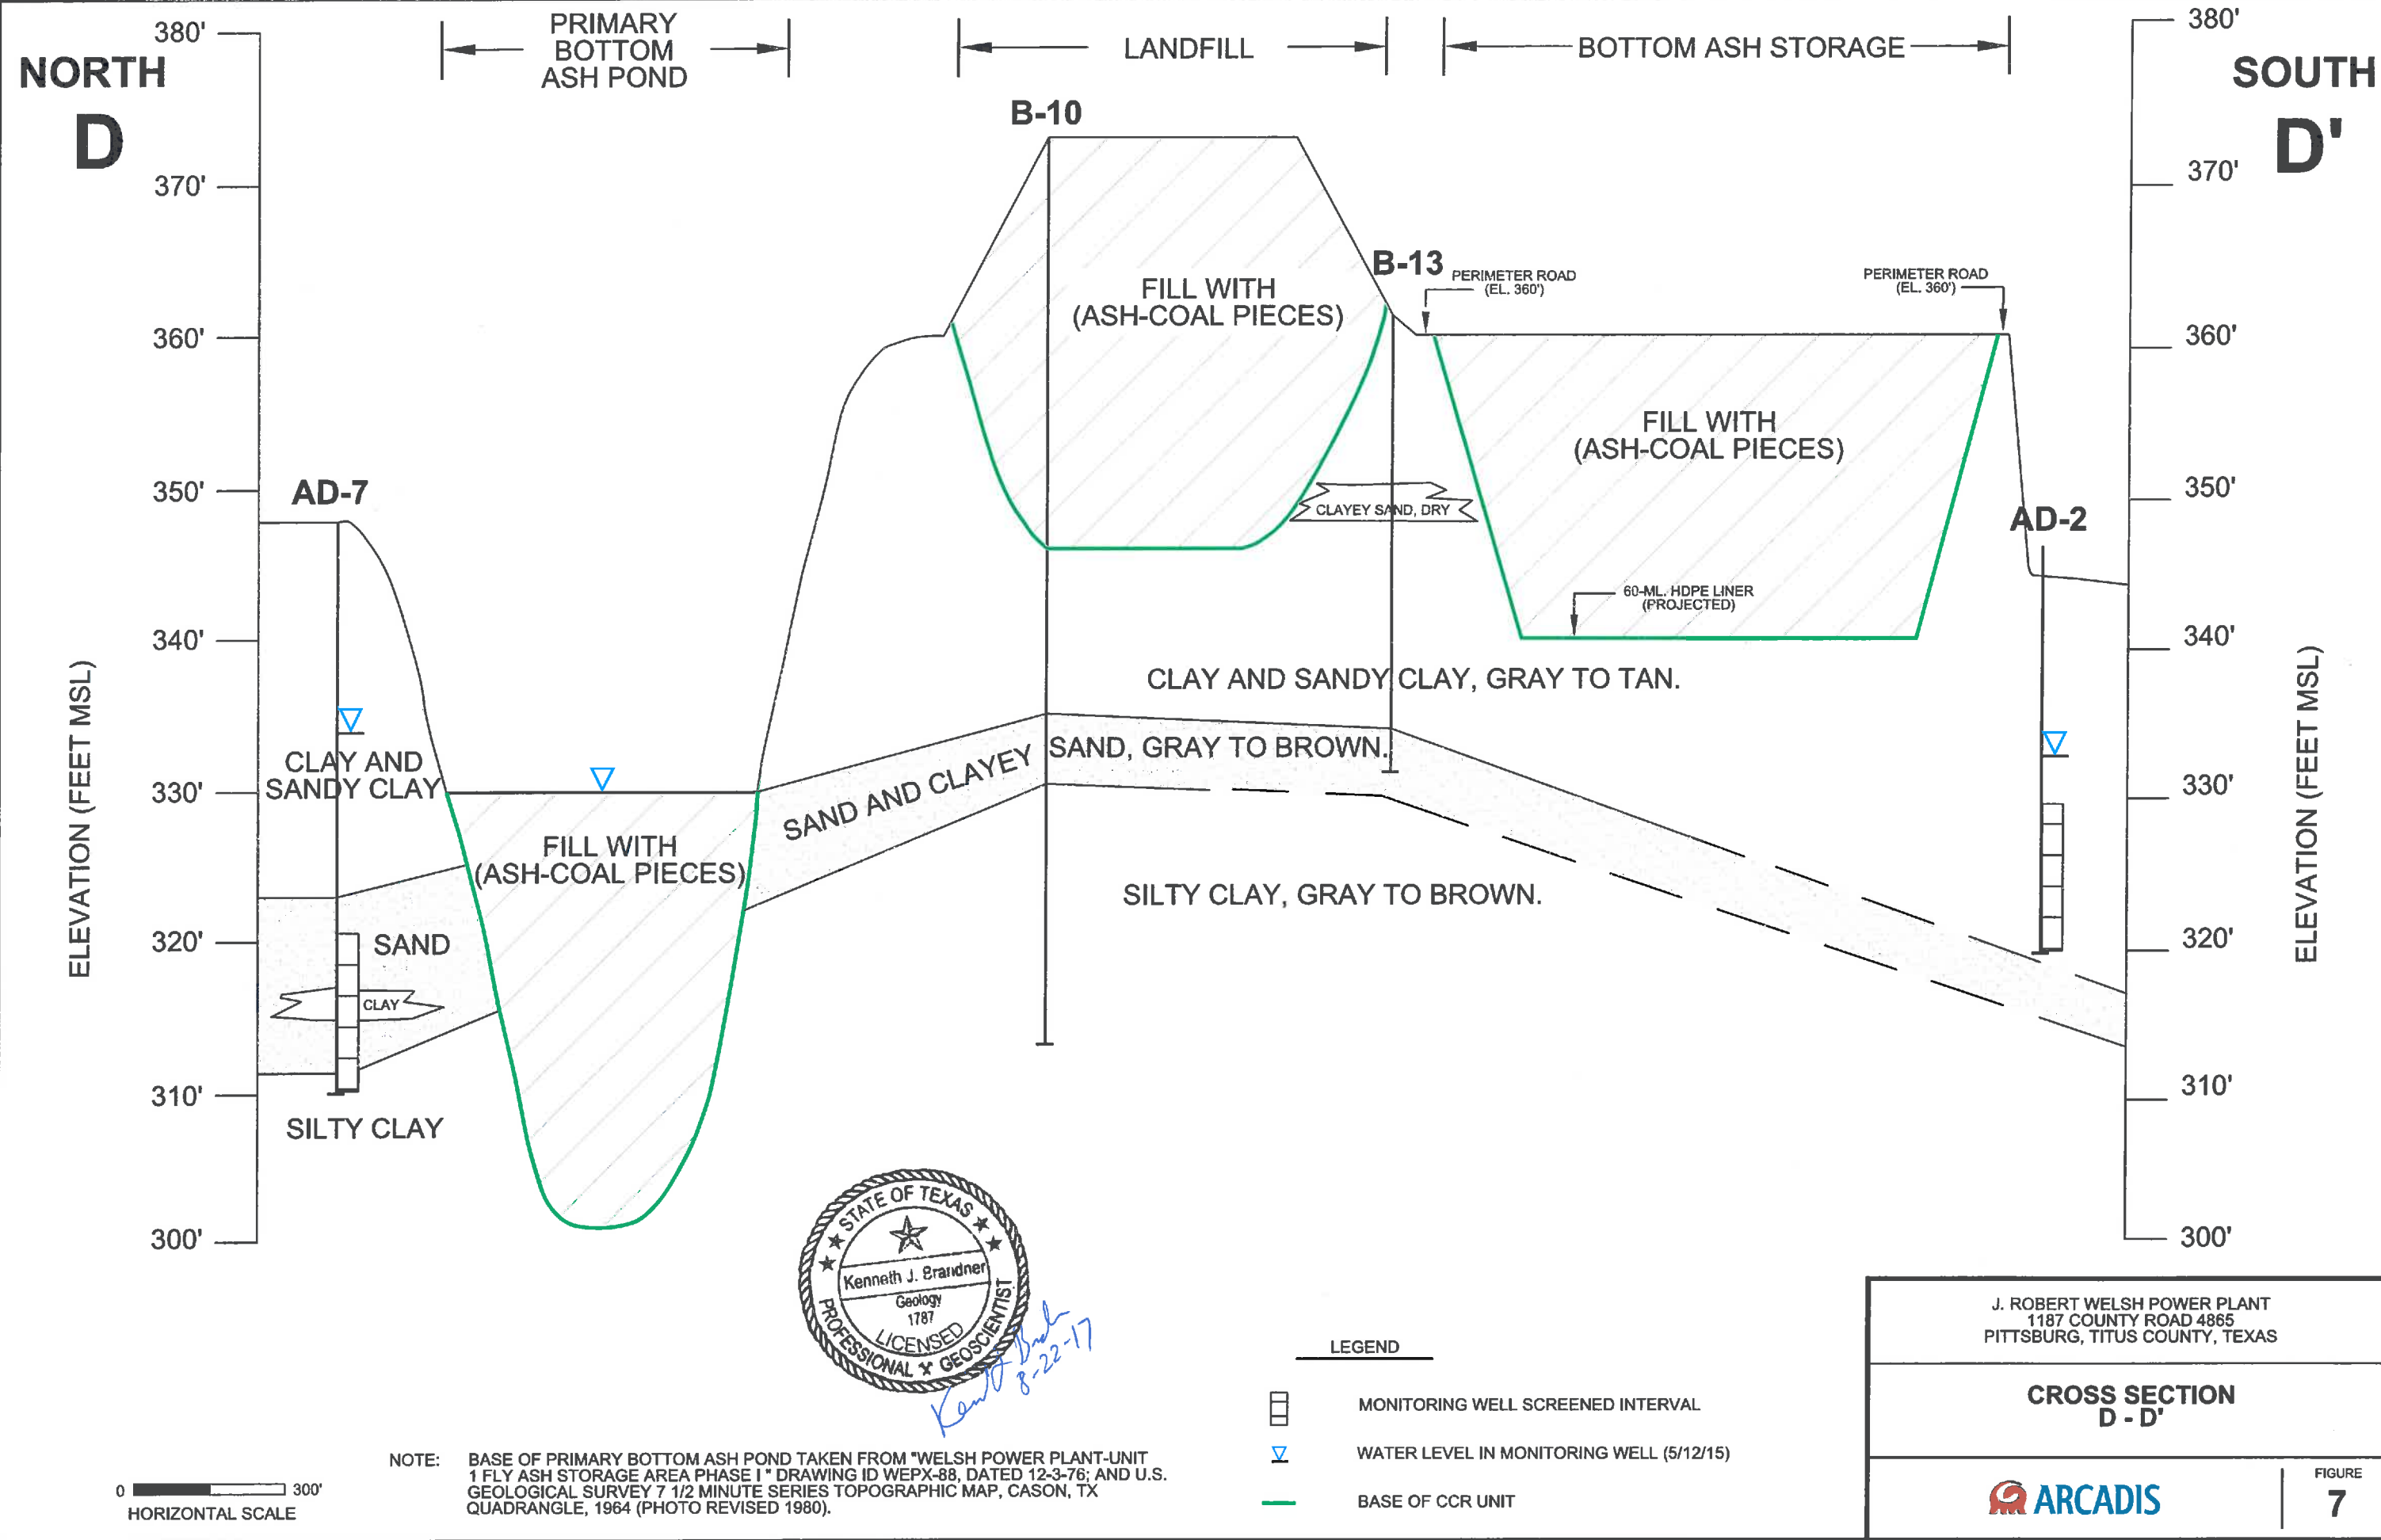 NORTH
D
SOUTH
D'
PRIMARY
BOTTOM
ASH POND
LANDFILL
BOTTOM ASH STORAGE
380'
370'
360'
350'
340'
330'
320'
310'
300'
ELEVATION (FEET MSL)
380'
370'
360'
350'
340'
330'
320'
310'
300'
ELEVATION (FEET MSL)
B-10
B-13
PERIMETER ROAD
(EL. 360')
PERIMETER ROAD
(EL. 360')
FILL WITH
(ASH-COAL PIECES)
FILL WITH
(ASH-COAL PIECES)
AD-7
CLAYEY SAND, DRY
AD-2
60-ML. HDPE LINER
(PROJECTED)
CLAY AND SANDY CLAY, GRAY TO TAN.
CLAY AND
SANDY CLAY
SAND AND CLAYEY SAND, GRAY TO BROWN.
FILL WITH
(ASH-COAL PIECES)
SILTY CLAY, GRAY TO BROWN.
SAND
CLAY
SILTY CLAY
STATE OF TEXAS
Kenneth J. Brandner
Geology
1787
LICENSED
PROFESSIONAL GEOSCIENTIST
8-22-17
LEGEND
MONITORING WELL SCREENED INTERVAL
WATER LEVEL IN MONITORING WELL (5/12/15)
BASE OF CCR UNIT
NOTE: BASE OF PRIMARY BOTTOM ASH POND TAKEN FROM "WELSH POWER PLANT-UNIT
1 FLY ASH STORAGE AREA PHASE I " DRAWING ID WEPX-88, DATED 12-3-76; AND U.S.
GEOLOGICAL SURVEY 7 1/2 MINUTE SERIES TOPOGRAPHIC MAP, CASON, TX
QUADRANGLE, 1964 (PHOTO REVISED 1980).
0 300'
HORIZONTAL SCALE
J. ROBERT WELSH POWER PLANT
1187 COUNTY ROAD 4865
PITTSBURG, TITUS COUNTY, TEXAS
CROSS SECTION
D - D'
ARCADIS
FIGURE
7